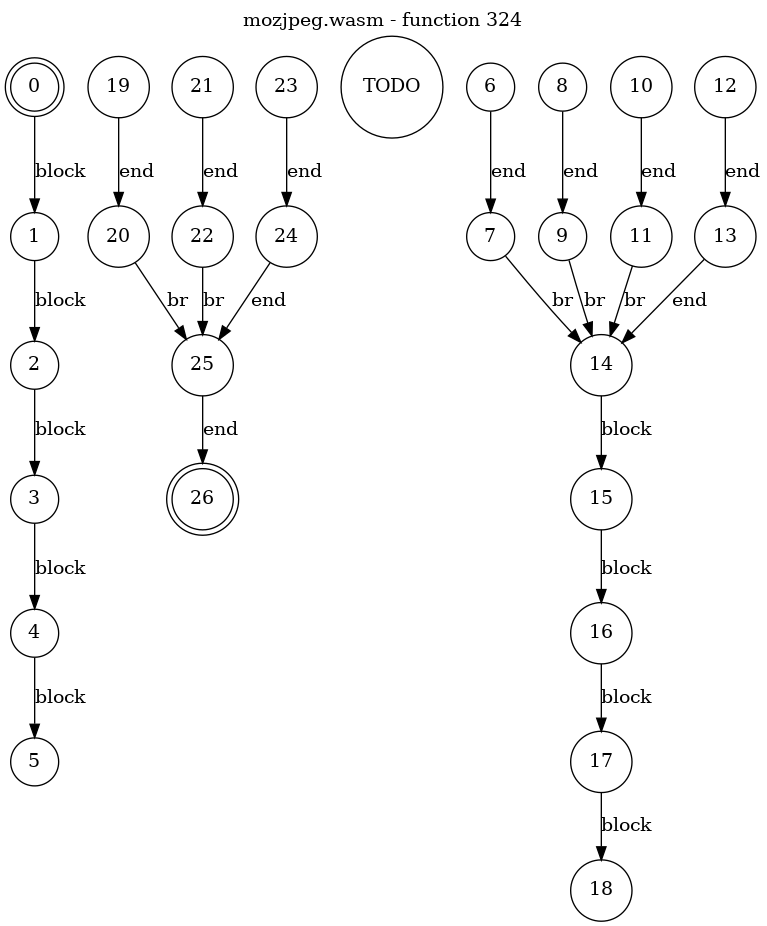 mozjpeg.wasm - function 324
0 19 21 23 TODO 6 8 10 12
block end end end end end end end
1 20 22 24 7 9 11 13
block br br end br br br end
2 25 14
block end block
3 26 15
block block
4 16
block block
5 17
block
18